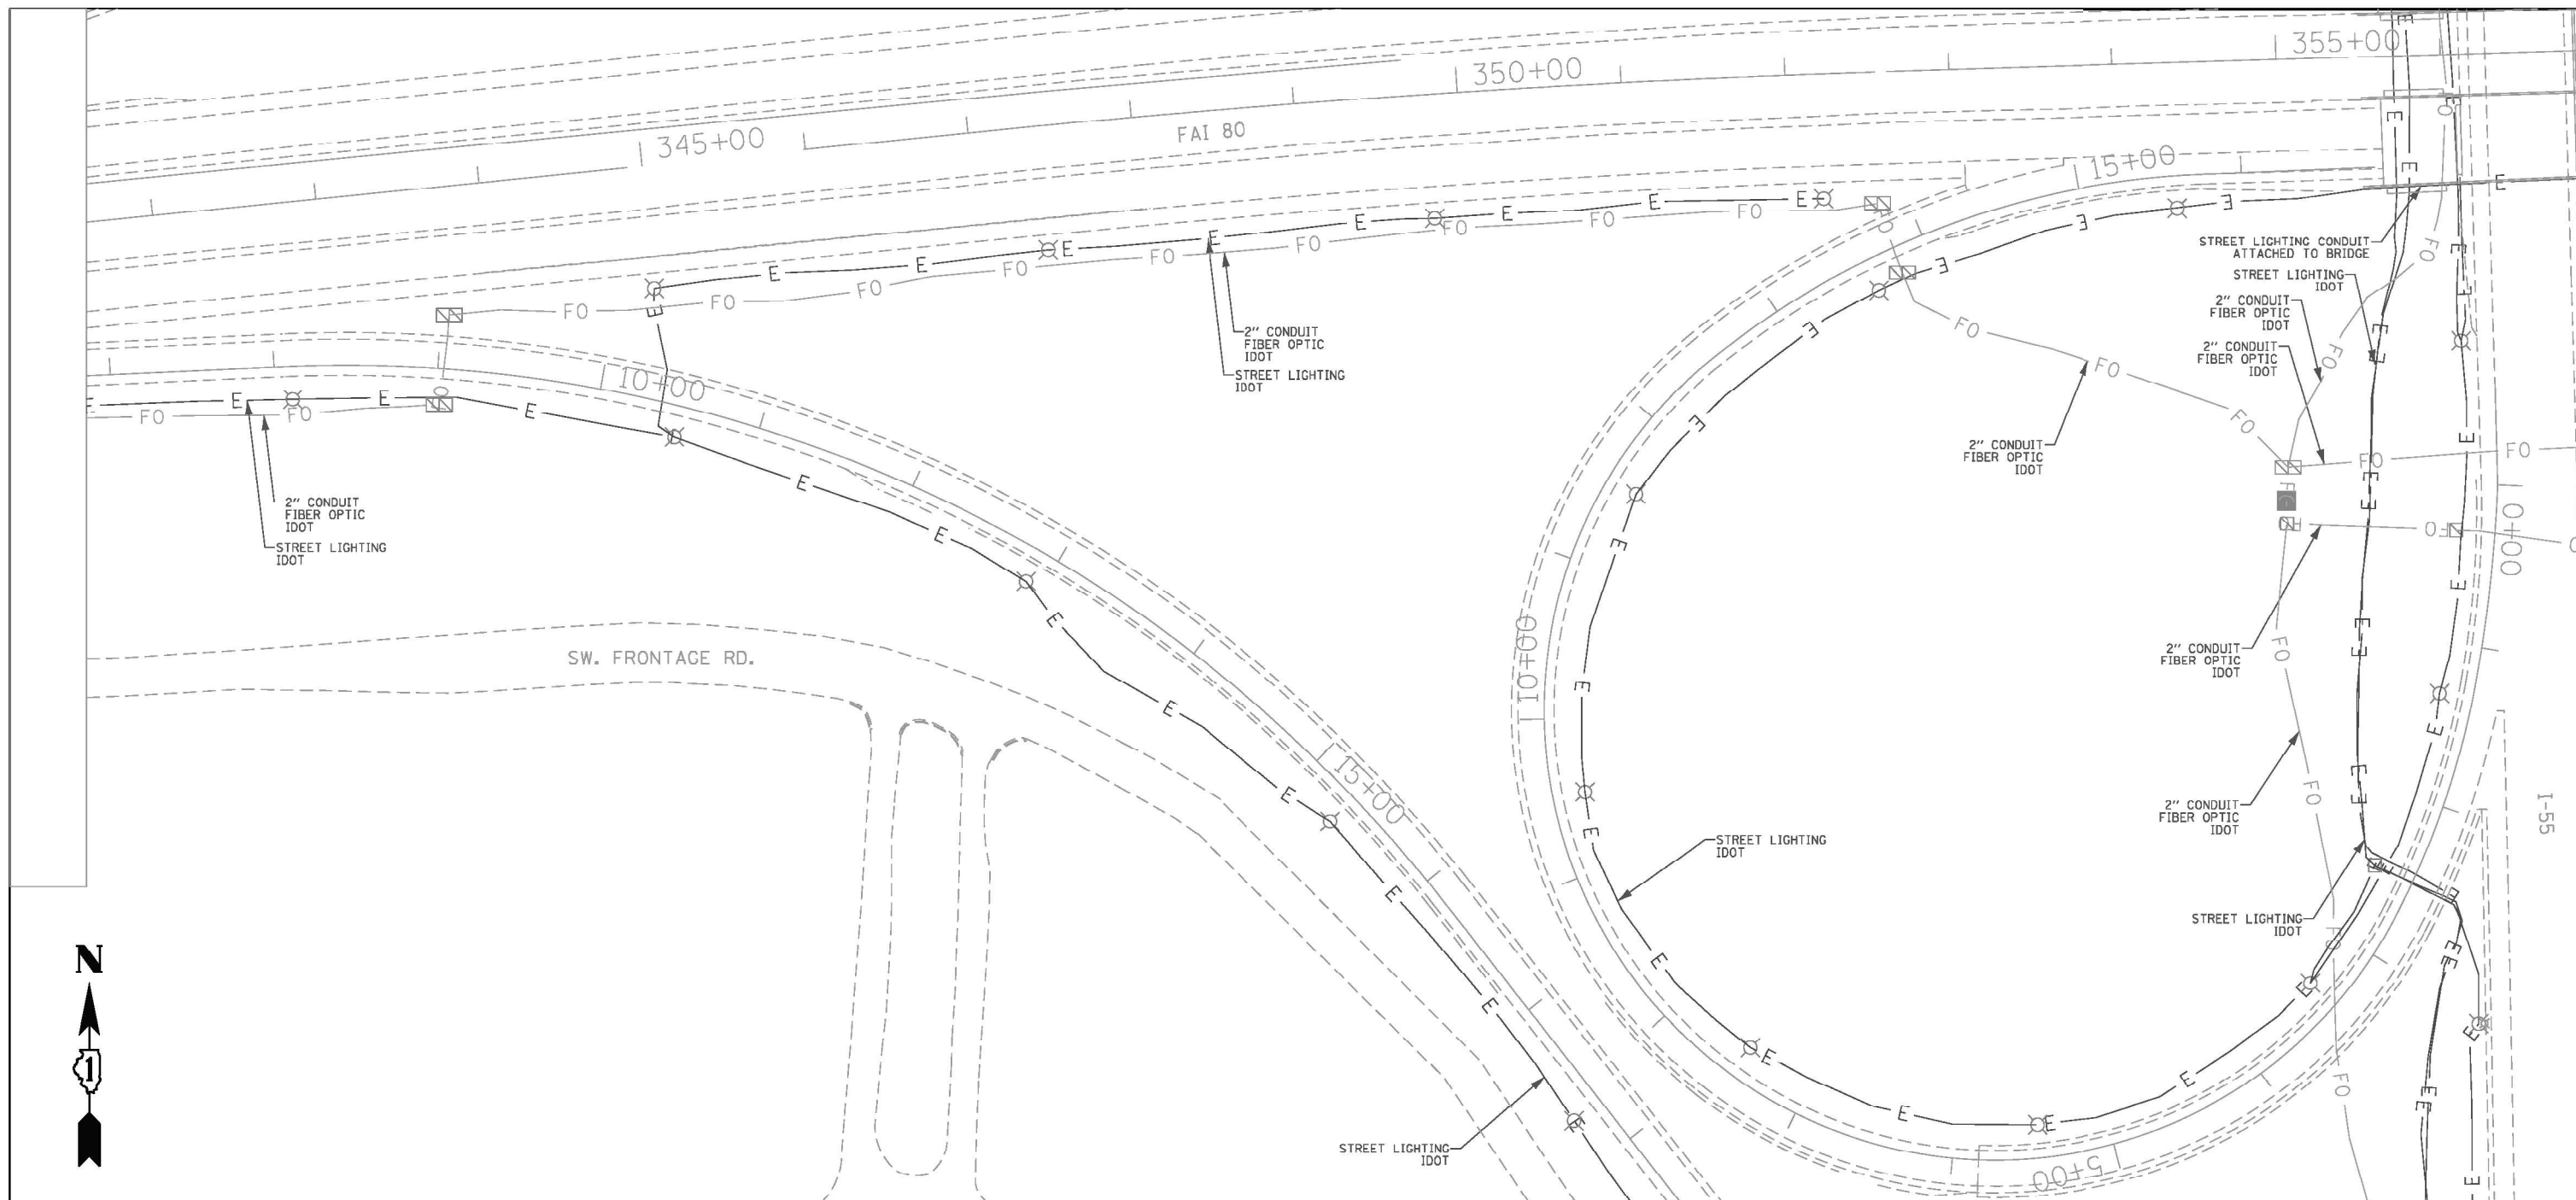 355+00
350+00
345+00
FAI 80
15+00
STREET LIGHTING CONDUIT
ATTACHED TO BRIDGE
STREET LIGHTING
IDOT
2" CONDUIT
FIBER OPTIC
IDOT
2" CONDUIT
FIBER OPTIC
IDOT
2" CONDUIT
FIBER OPTIC
IDOT
STREET LIGHTING
IDOT
10+00
2" CONDUIT
FIBER OPTIC
IDOT
2" CONDUIT
FIBER OPTIC
IDOT
STREET LIGHTING
IDOT
0+00
SW. FRONTAGE RD.
10+00
2" CONDUIT
FIBER OPTIC
IDOT
15+00
2" CONDUIT
FIBER OPTIC
IDOT
I-55
STREET LIGHTING
IDOT
STREET LIGHTING
IDOT
N
1
STREET LIGHTING
IDOT
5+00
E
FO